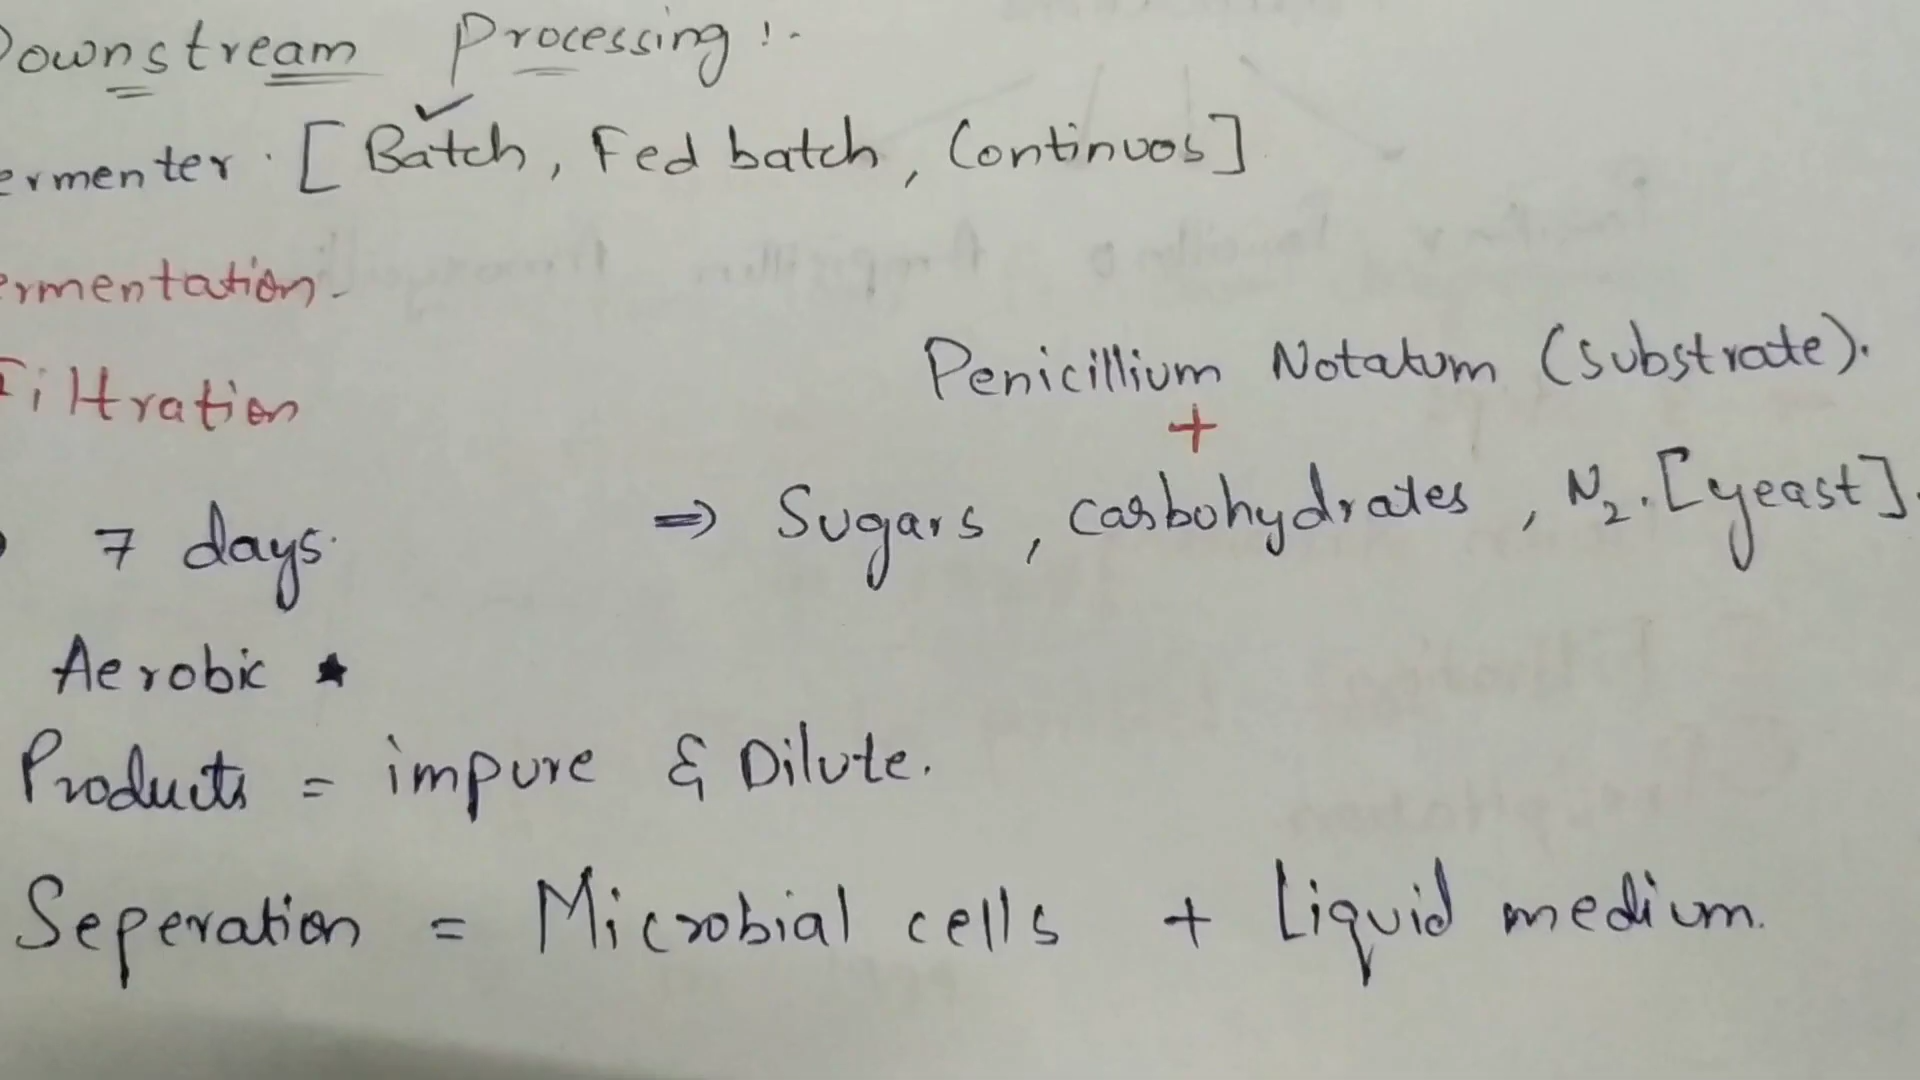 Downstream Processing :-
ermenter . [ Batch, Fed batch, Continuos ]
ermentation -
Filtration
Penicillium Notatum (substrate).
+
7 days.
⇒ Sugars, carbohydrates, N2. [yeast].
Aerobic ★
Products = impure & Dilute.
Seperation = Microbial cells + Liquid medium.